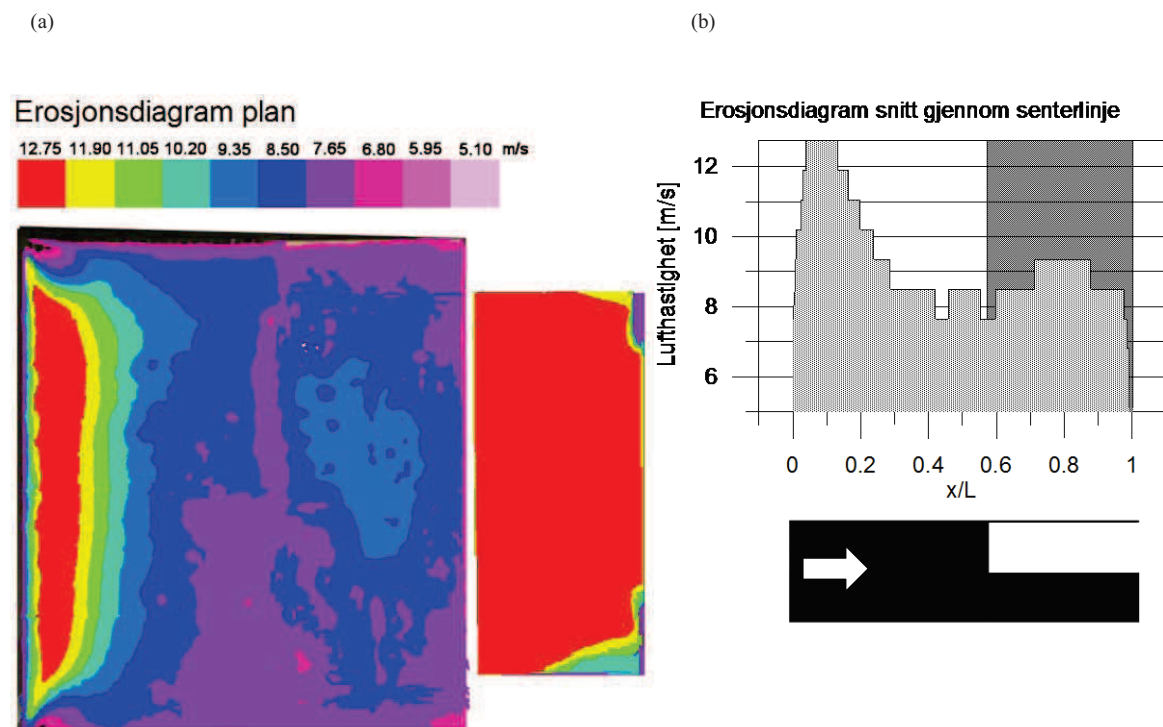 (a)
(b)
Erosjonsdiagram plan
12.75 11.90 11.05 10.20 9.35 8.50 7.65 6.80 5.95 5.10 m/s
Erosjonsdiagram snitt gjennom senterlinje
Lufthastighet [m/s]
12
10
8
6
0 0.2 0.4 0.6 0.8 1
x/L